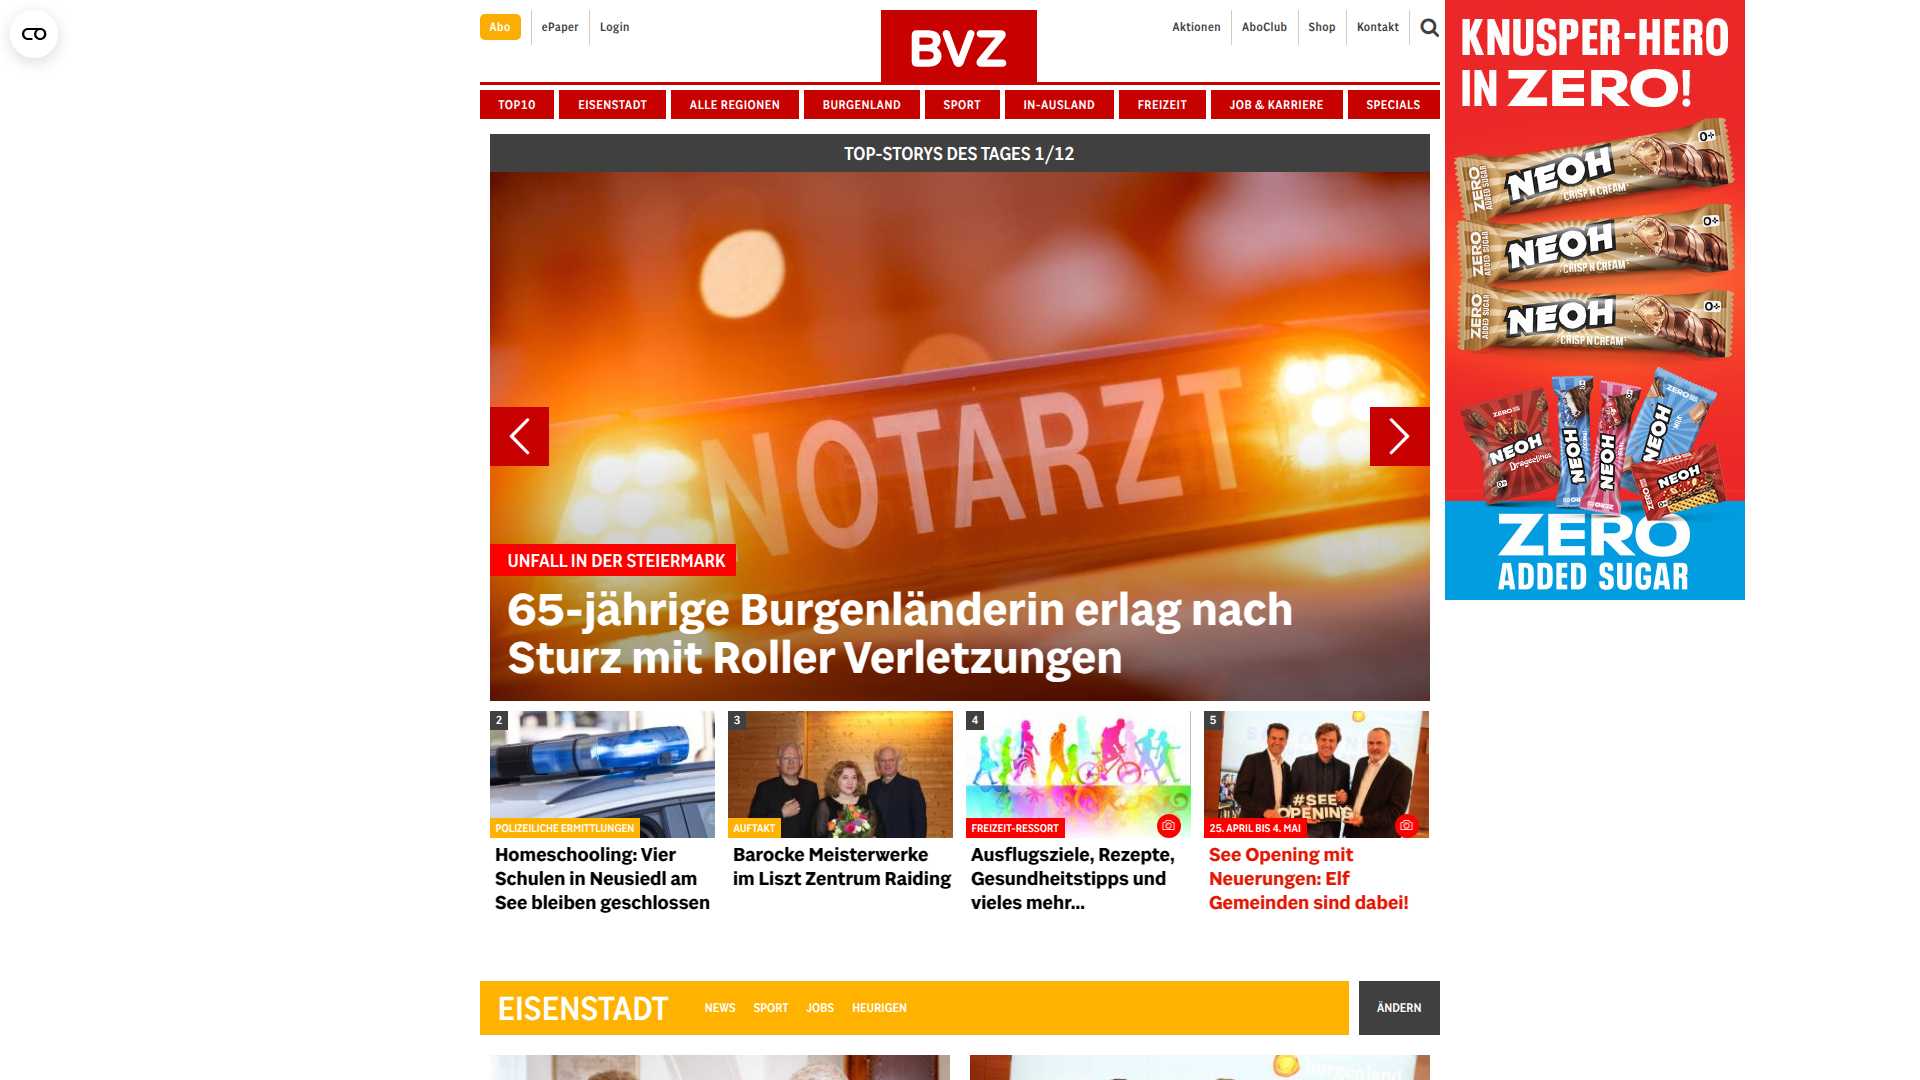 Abo
ePaper
Login
BVZ
Aktionen
AboClub
Shop
Kontakt
TOP10
EISENSTADT
ALLE REGIONEN
BURGENLAND
SPORT
IN-AUSLAND
FREIZEIT
JOB & KARRIERE
SPECIALS
TOP-STORYS DES TAGES 1/12
NOTARZT
UNFALL IN DER STEIERMARK
65-jährige Burgenländerin erlag nach
Sturz mit Roller Verletzungen
2
POLIZEILICHE ERMITTLUNGEN
Homeschooling: Vier
Schulen in Neusiedl am
See bleiben geschlossen
3
AUFTAKT
Barocke Meisterwerke
im Liszt Zentrum Raiding
4
FREIZEIT-RESSORT
Ausflugsziele, Rezepte,
Gesundheitstipps und
vieles mehr...
5
#SEE
OPENING
25. APRIL BIS 4. MAI
See Opening mit
Neuerungen: Elf
Gemeinden sind dabei!
EISENSTADT
NEWS
SPORT
JOBS
HEURIGEN
ÄNDERN
burgenland
KNUSPER-HERO
IN ZERO!
ZERO
ADDED SUGAR
NEOH
CRISP'N CREAM
ZERO
ADDED SUGAR
NEOH
CRISP'N CREAM
ZERO
ADDED SUGAR
NEOH
CRISP'N CREAM
NEOH
NEOH
NEOH
NEOH
NEOH
ZERO
ADDED SUGAR